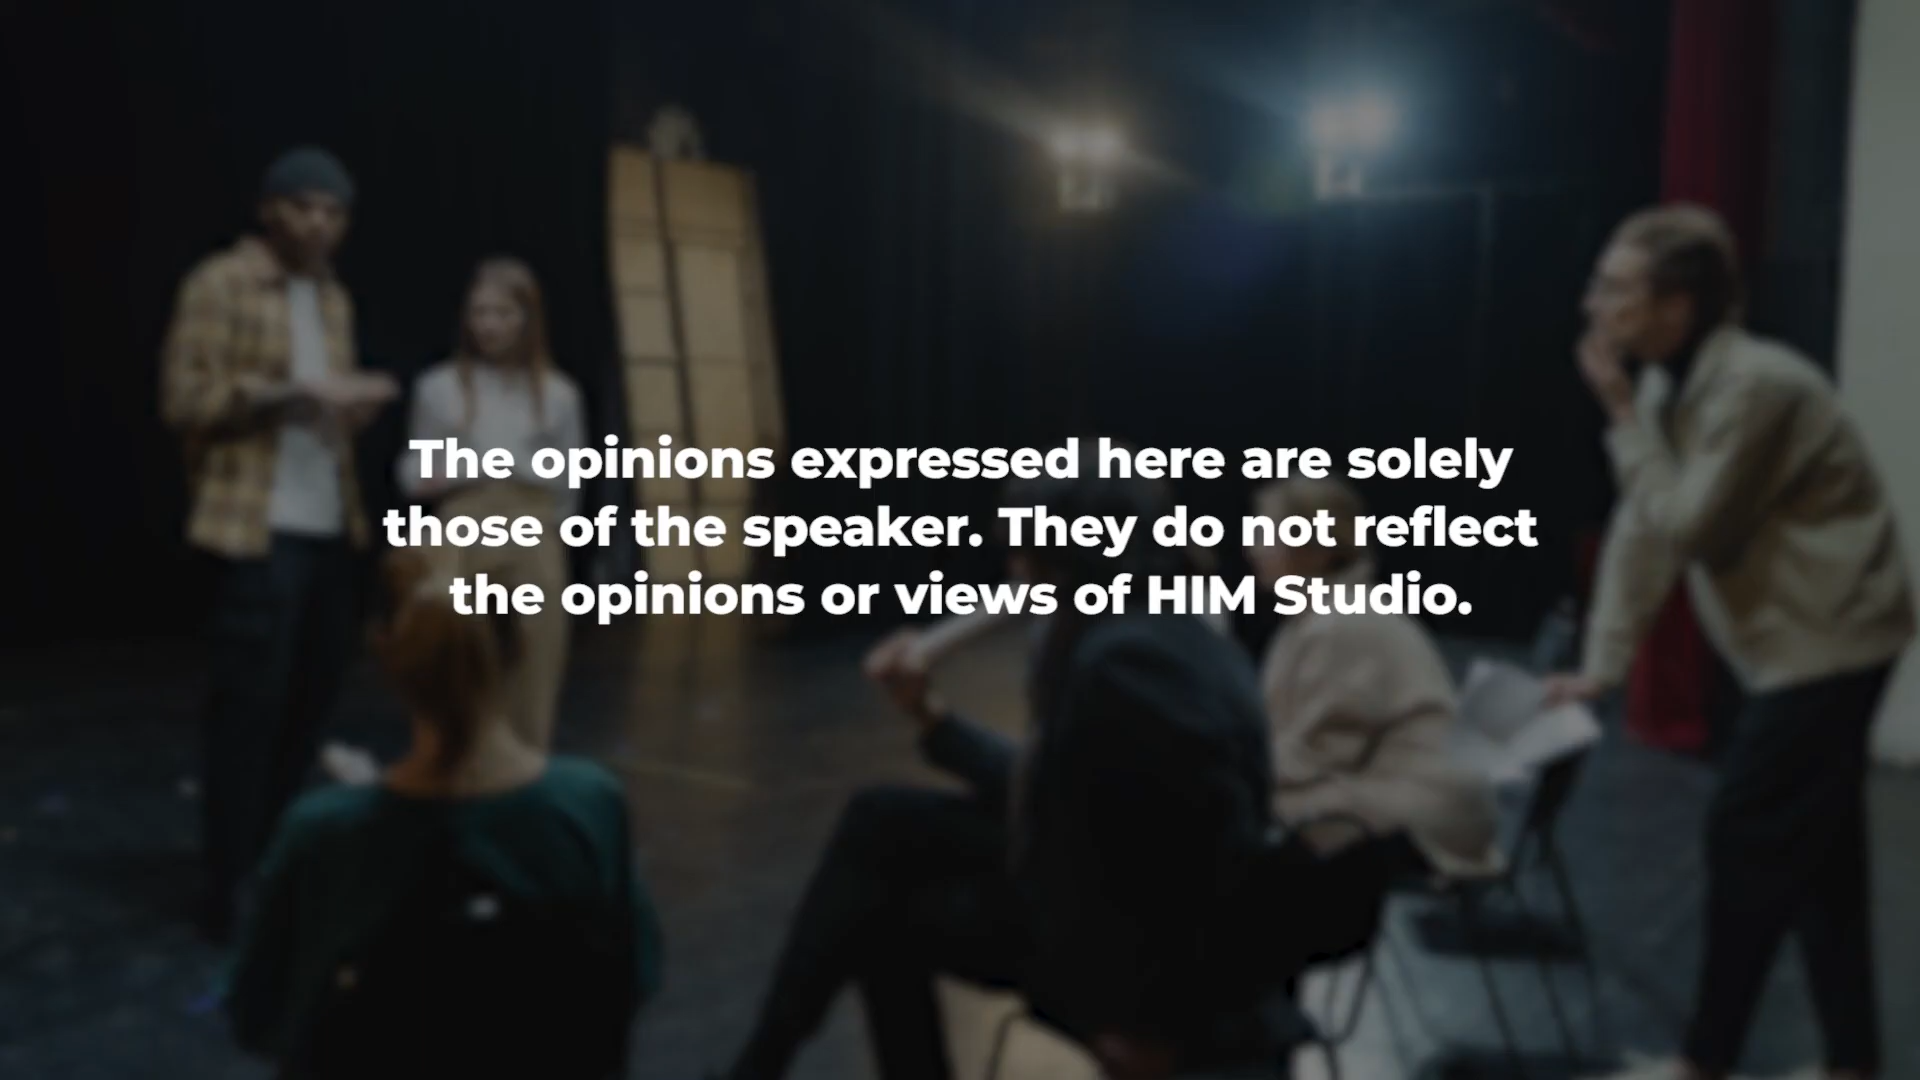 The opinions expressed here are solely
those of the speaker. They do not reflect
the opinions or views of HIM Studio.